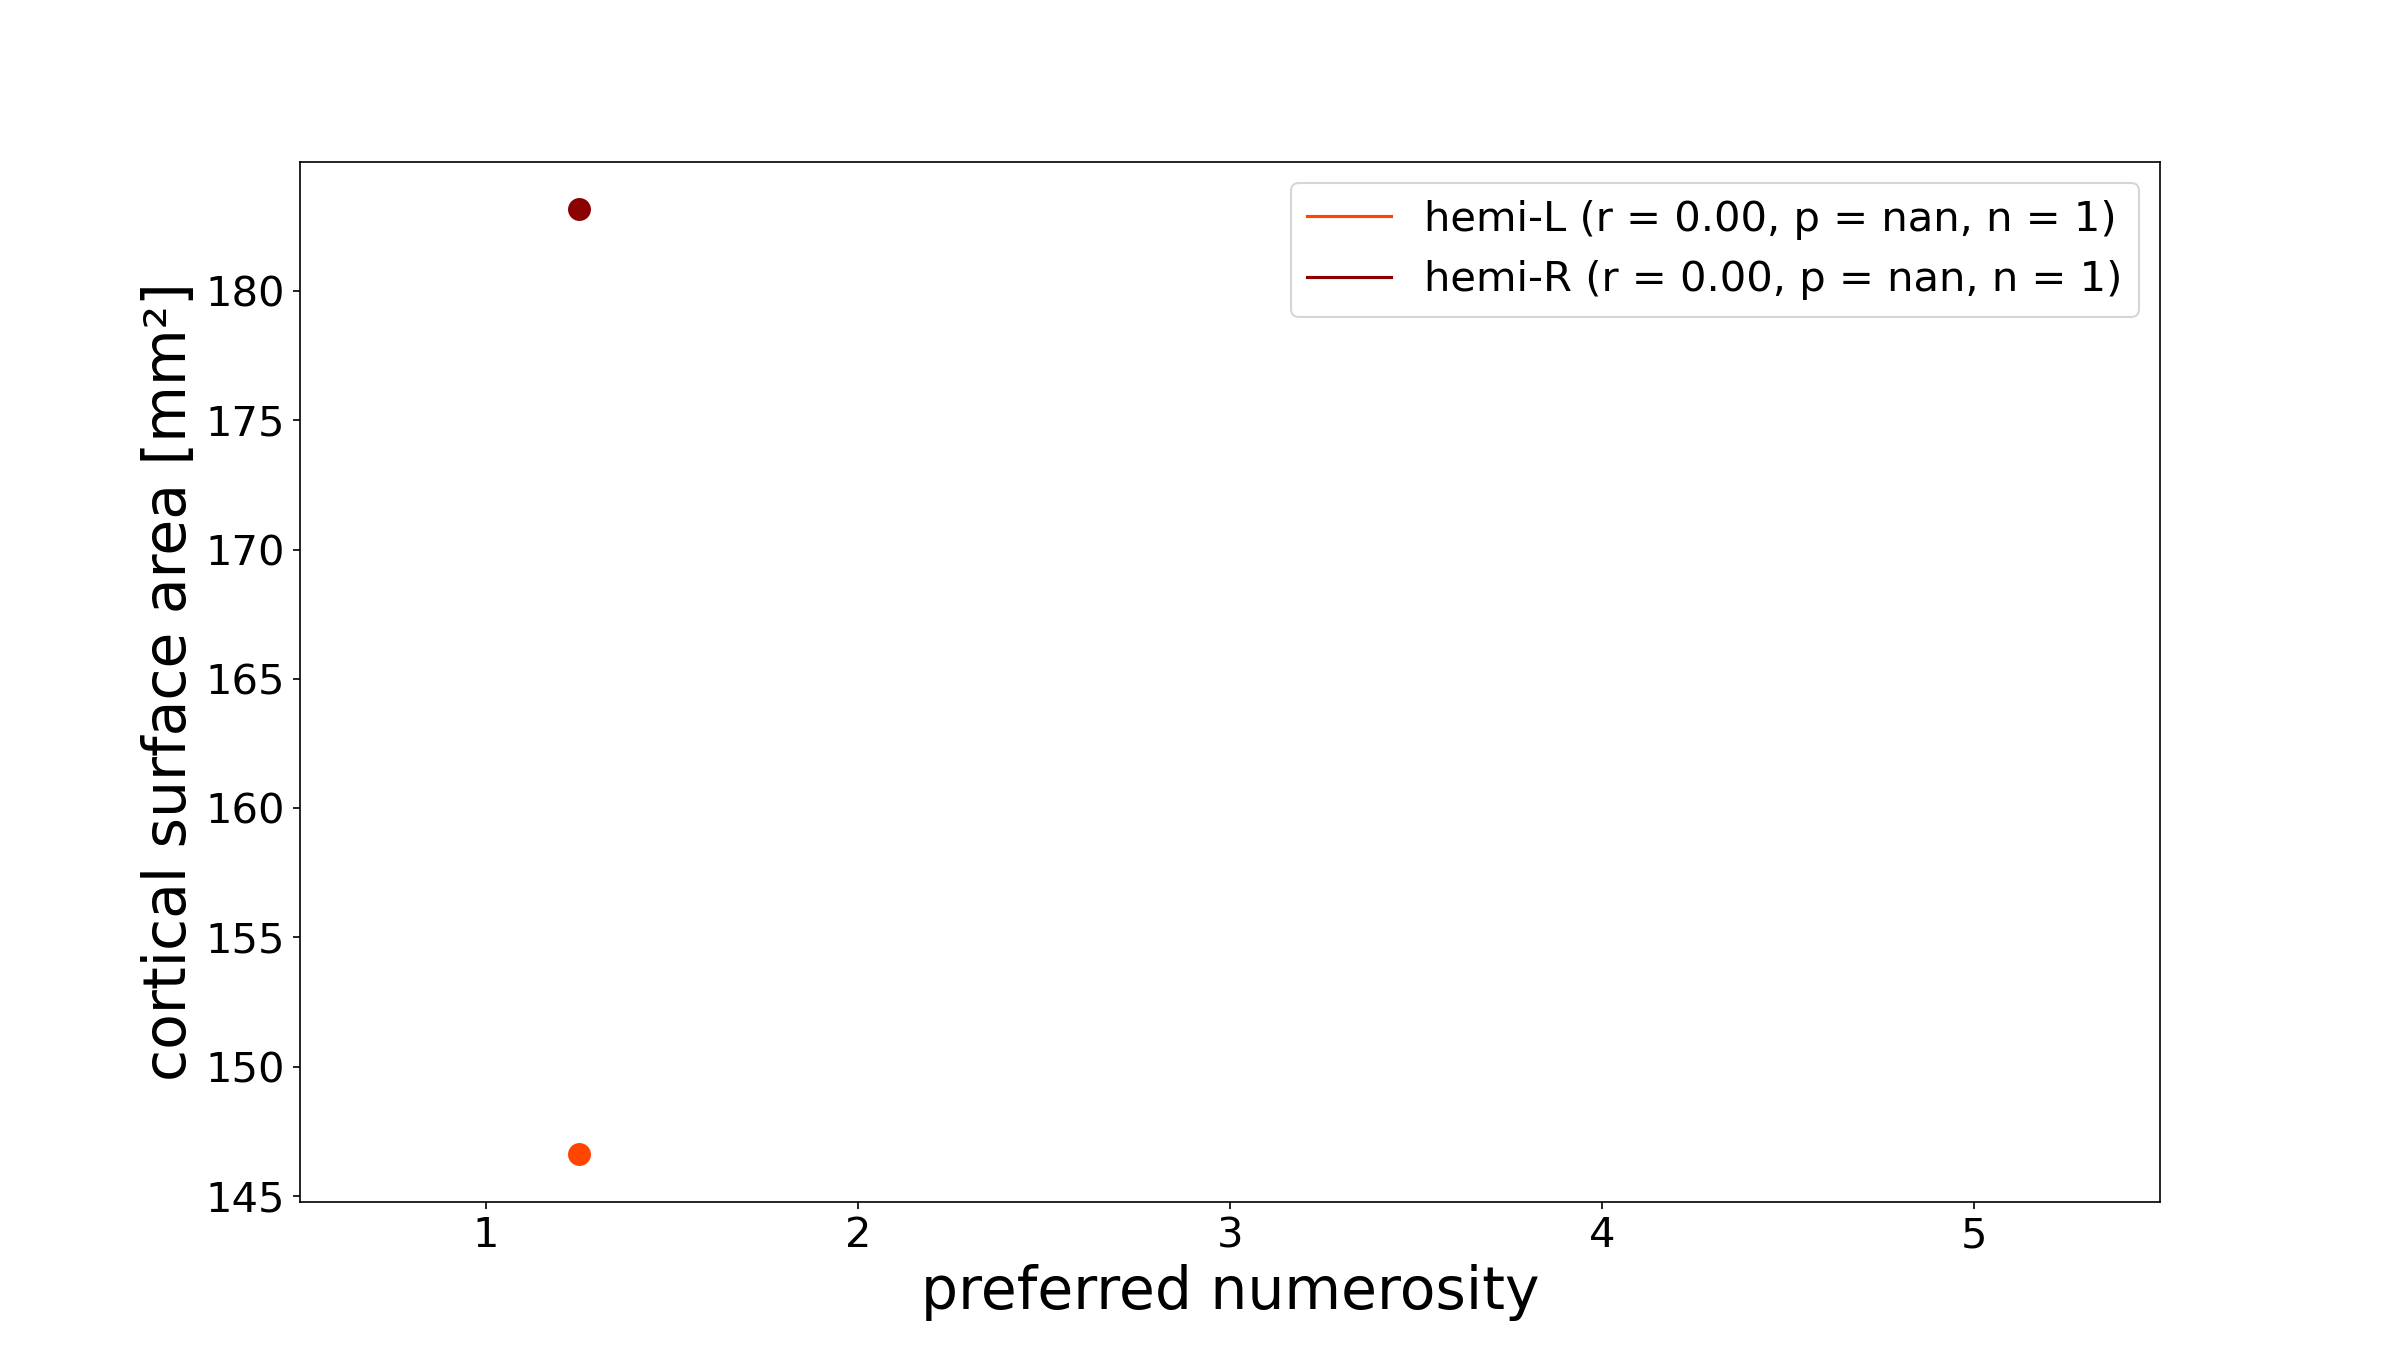 hemi-L (r = 0.00, p = nan, n = 1)
hemi-R (r = 0.00, p = nan, n = 1)
cortical surface area [mm²]
180
175
170
165
160
155
150
145
1 2 3 4 5
preferred numerosity